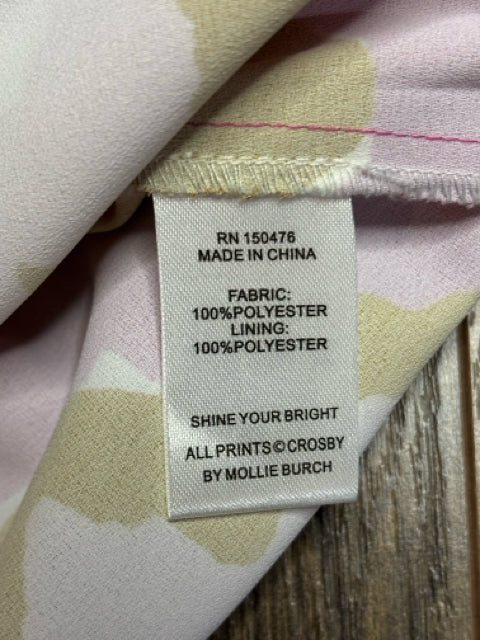 RN 150476
MADE IN CHINA
FABRIC:
100%POLYESTER
LINING:
100%POLYESTER
SHINE YOUR BRIGHT
ALL PRINTS©CROSBY
BY MOLLIE BURCH